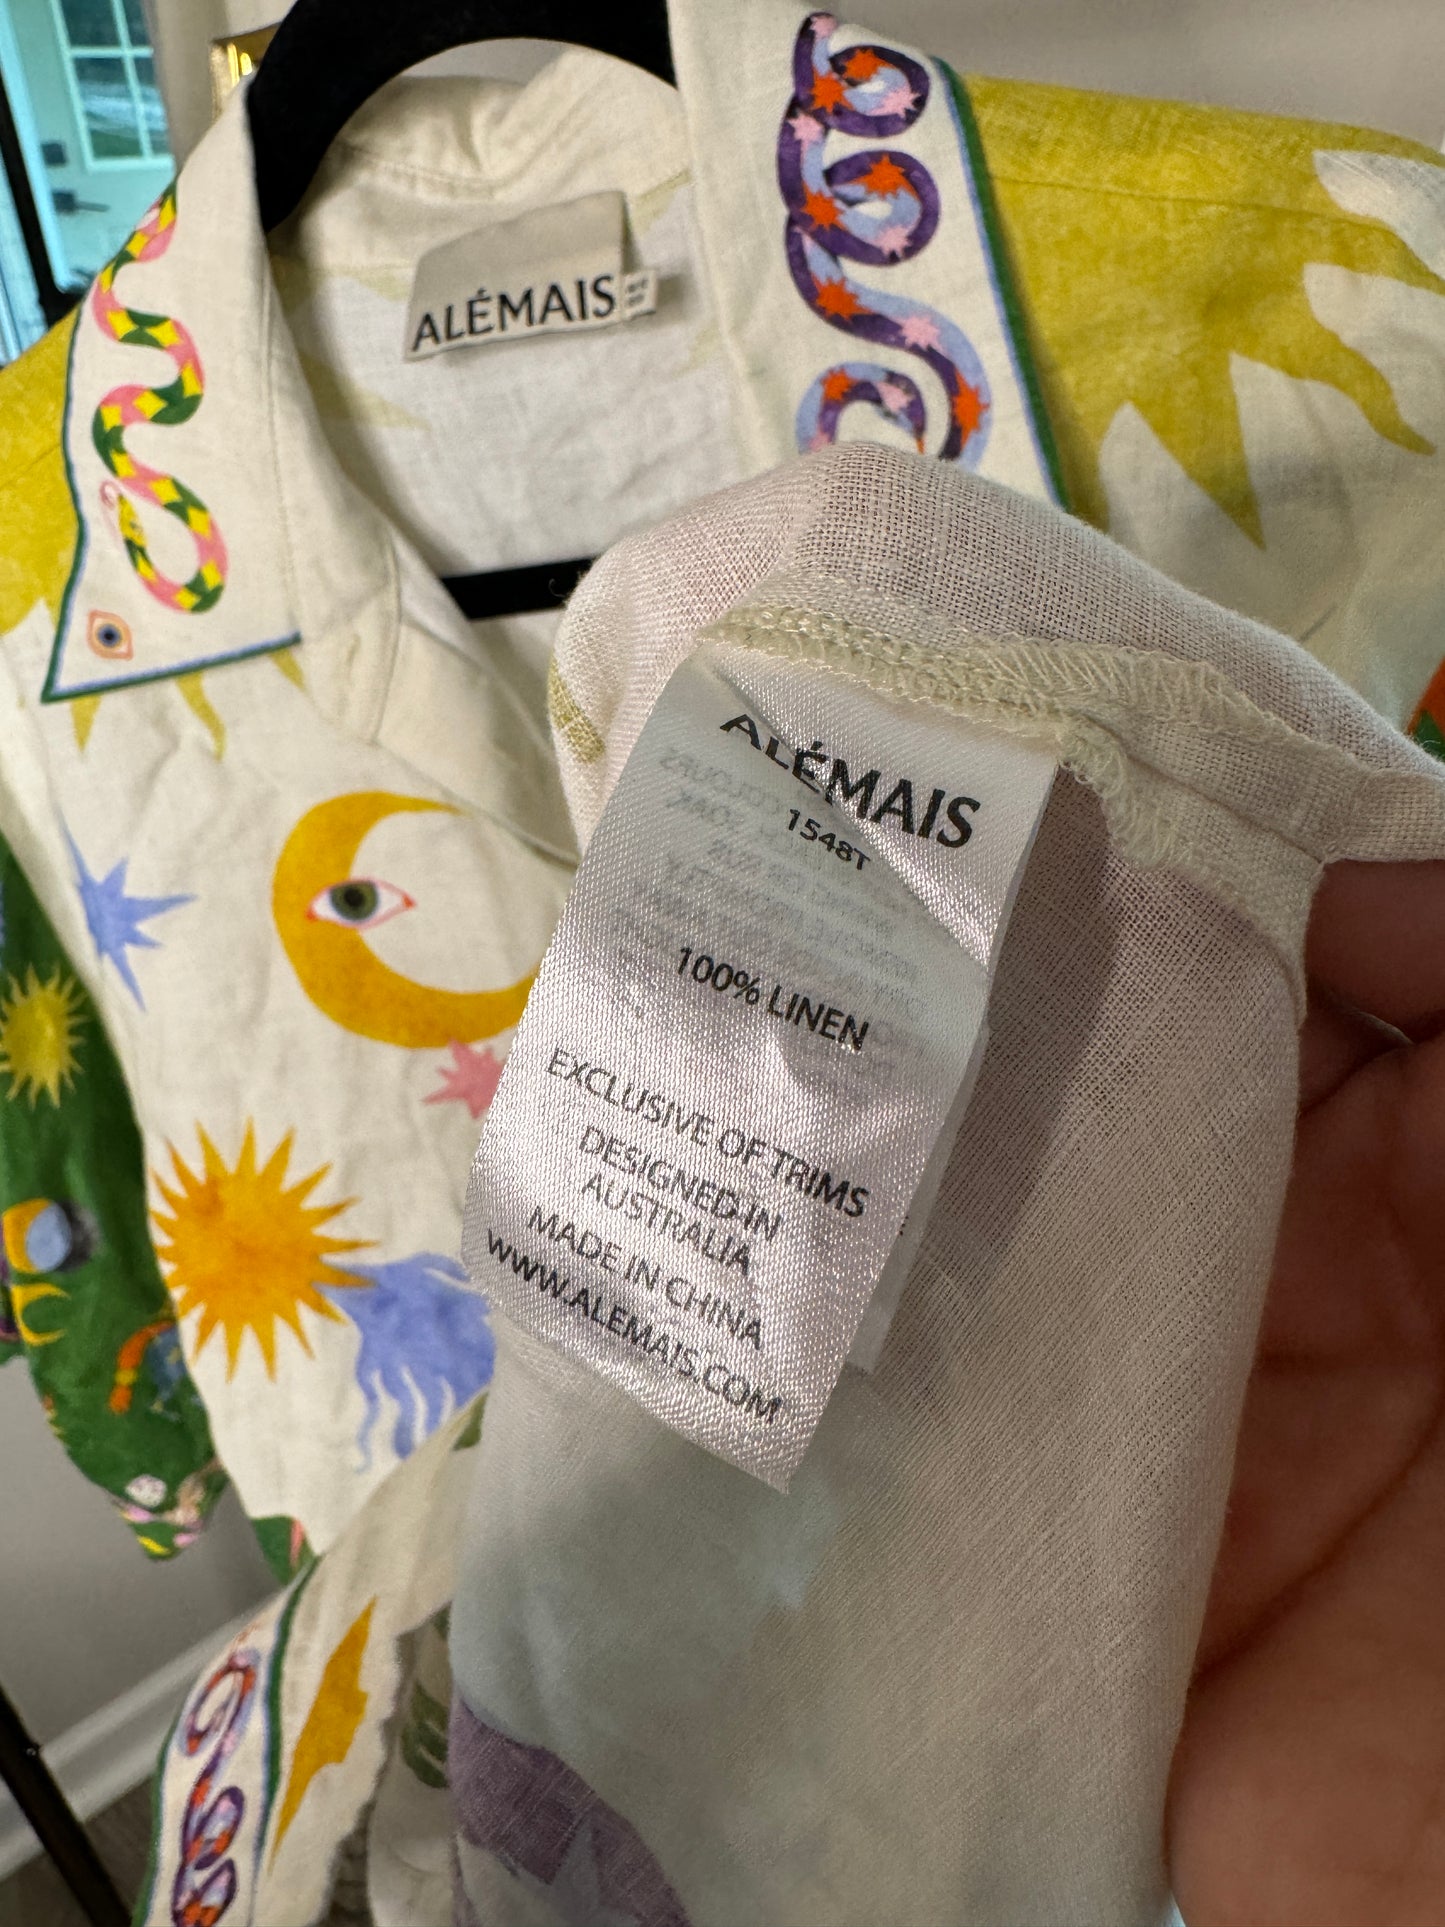 ALÉMAIS
ALÉMAIS
1548T
100% LINEN
EXCLUSIVE OF TRIMS
DESIGNED IN
AUSTRALIA
MADE IN CHINA
WWW.ALEMAIS.COM